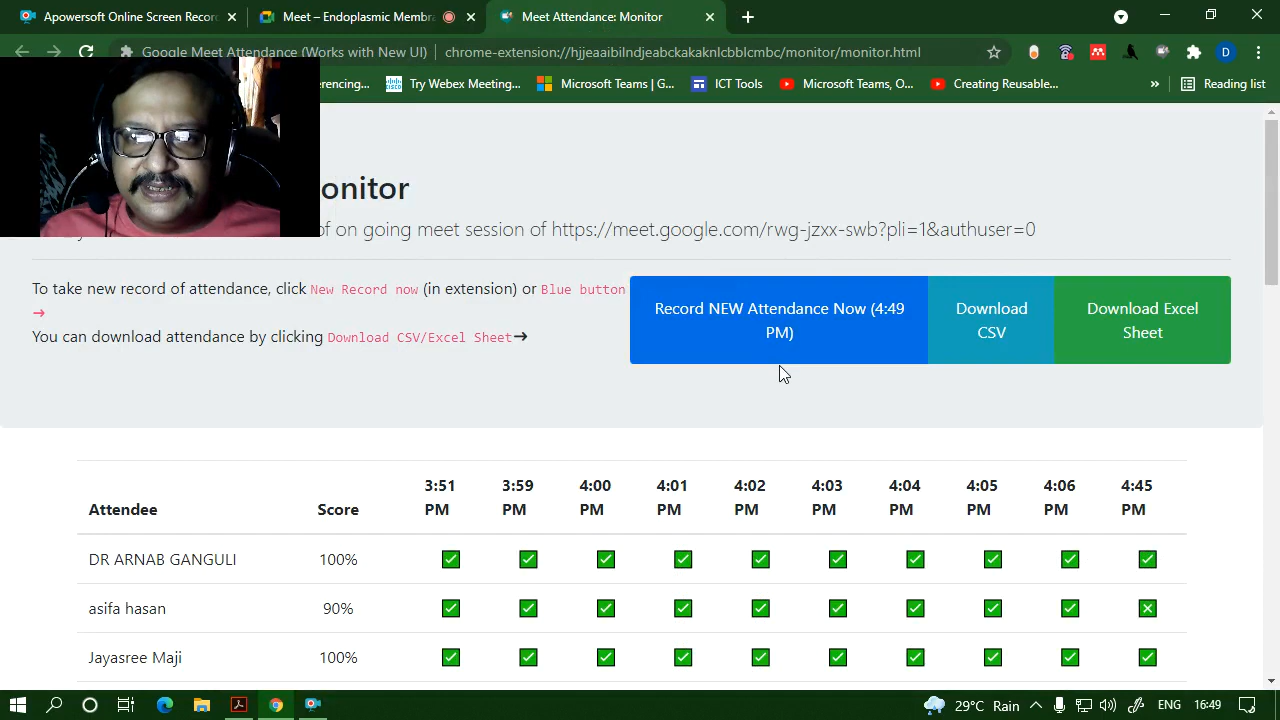 Apowersoft Online Screen Record
Meet – Endoplasmic Membra
Meet Attendance: Monitor
Google Meet Attendance (Works with New UI)
chrome-extension://hjjeaaibilndjeabckakaknlcbblcmbc/monitor/monitor.html
D
Try Webex Meeting...
Microsoft Teams | G...
ICT Tools
Microsoft Teams, O...
Creating Reusable...
»
Reading list
onitor
of on going meet session of https://meet.google.com/rwg-jzxx-swb?pli=1&authuser=0
To take new record of attendance, click New Record now (in extension) or Blue button
→
You can download attendance by clicking Download CSV/Excel Sheet→
Record NEW Attendance Now (4:49
PM)
Download
CSV
Download Excel
Sheet
Attendee Score 3:51 PM 3:59 PM 4:00 PM 4:01 PM 4:02 PM 4:03 PM 4:04 PM 4:05 PM 4:06 PM 4:45 PM
DR ARNAB GANGULI 100%
asifa hasan 90%
Jayasree Maji 100%
29°C Rain
ENG
16:49